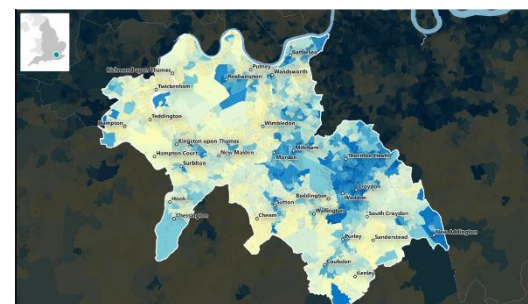 Battersea
Putney
Richmond upon Thames
Roehampton
Wandsworth
Twickenham
Teddington
Hampton
Wimbledon
Kingston upon Thames
Mitcham
Hampton Court
New Malden
Morden
Thornton Heath
Surbiton
Croydon
Beddington
Waddon
Hook
Sutton
Chessington
Cheam
Wallington
South Croydon
New Addington
Purley
Sanderstead
Coulsdon
Kenley